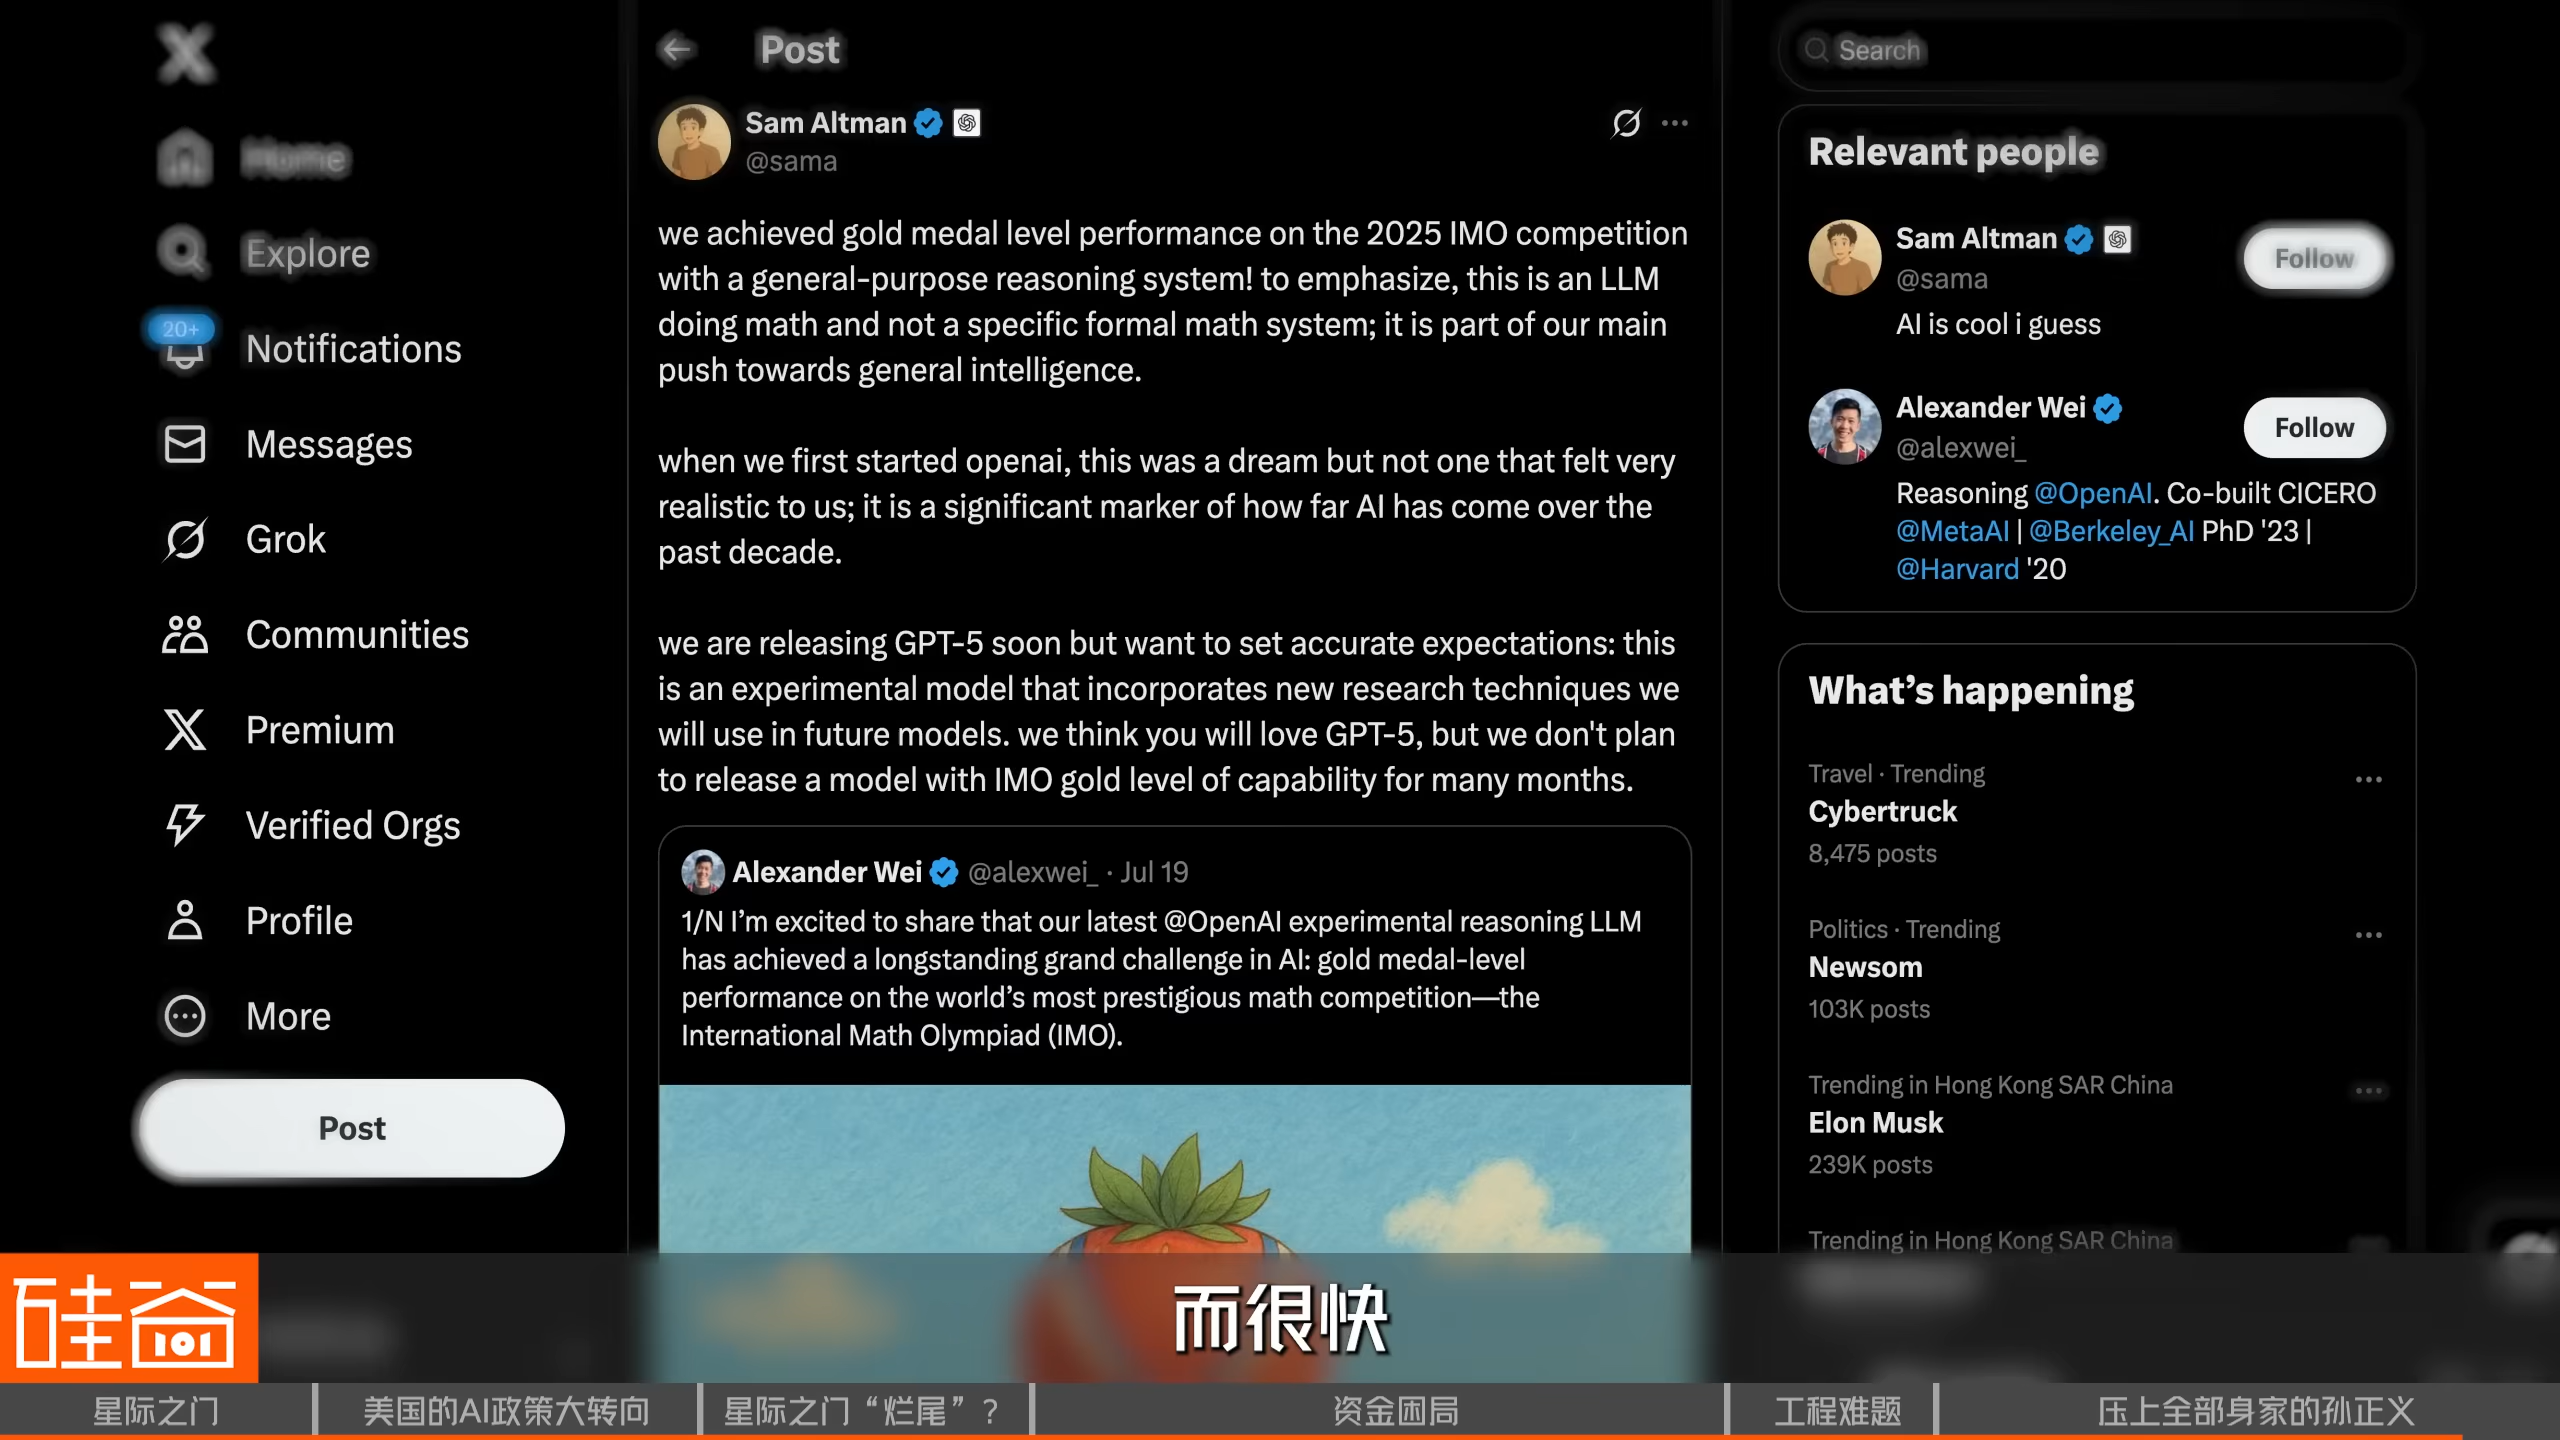 Home
Explore
20+
Notifications
Messages
Grok
Communities
Premium
Verified Orgs
Profile
More
Post
Post
Sam Altman
@sama
we achieved gold medal level performance on the 2025 IMO competition
with a general-purpose reasoning system! to emphasize, this is an LLM
doing math and not a specific formal math system; it is part of our main
push towards general intelligence.
when we first started openai, this was a dream but not one that felt very
realistic to us; it is a significant marker of how far AI has come over the
past decade.
we are releasing GPT-5 soon but want to set accurate expectations: this
is an experimental model that incorporates new research techniques we
will use in future models. we think you will love GPT-5, but we don't plan
to release a model with IMO gold level of capability for many months.
Alexander Wei @alexwei_ · Jul 19
1/N I’m excited to share that our latest @OpenAI experimental reasoning LLM
has achieved a longstanding grand challenge in AI: gold medal-level
performance on the world’s most prestigious math competition—the
International Math Olympiad (IMO).
Search
Relevant people
Sam Altman
@sama
Follow
AI is cool i guess
Alexander Wei
@alexwei_
Follow
Reasoning @OpenAI. Co-built CICERO
@MetaAI | @Berkeley_AI PhD '23 |
@Harvard '20
What’s happening
Travel · Trending
Cybertruck
8,475 posts
Politics · Trending
Newsom
103K posts
Trending in Hong Kong SAR China
Elon Musk
239K posts
Trending in Hong Kong SAR China
硅谷
101
而很快
星际之门
美国的AI政策大转向
星际之门“烂尾”？
资金困局
工程难题
压上全部身家的孙正义